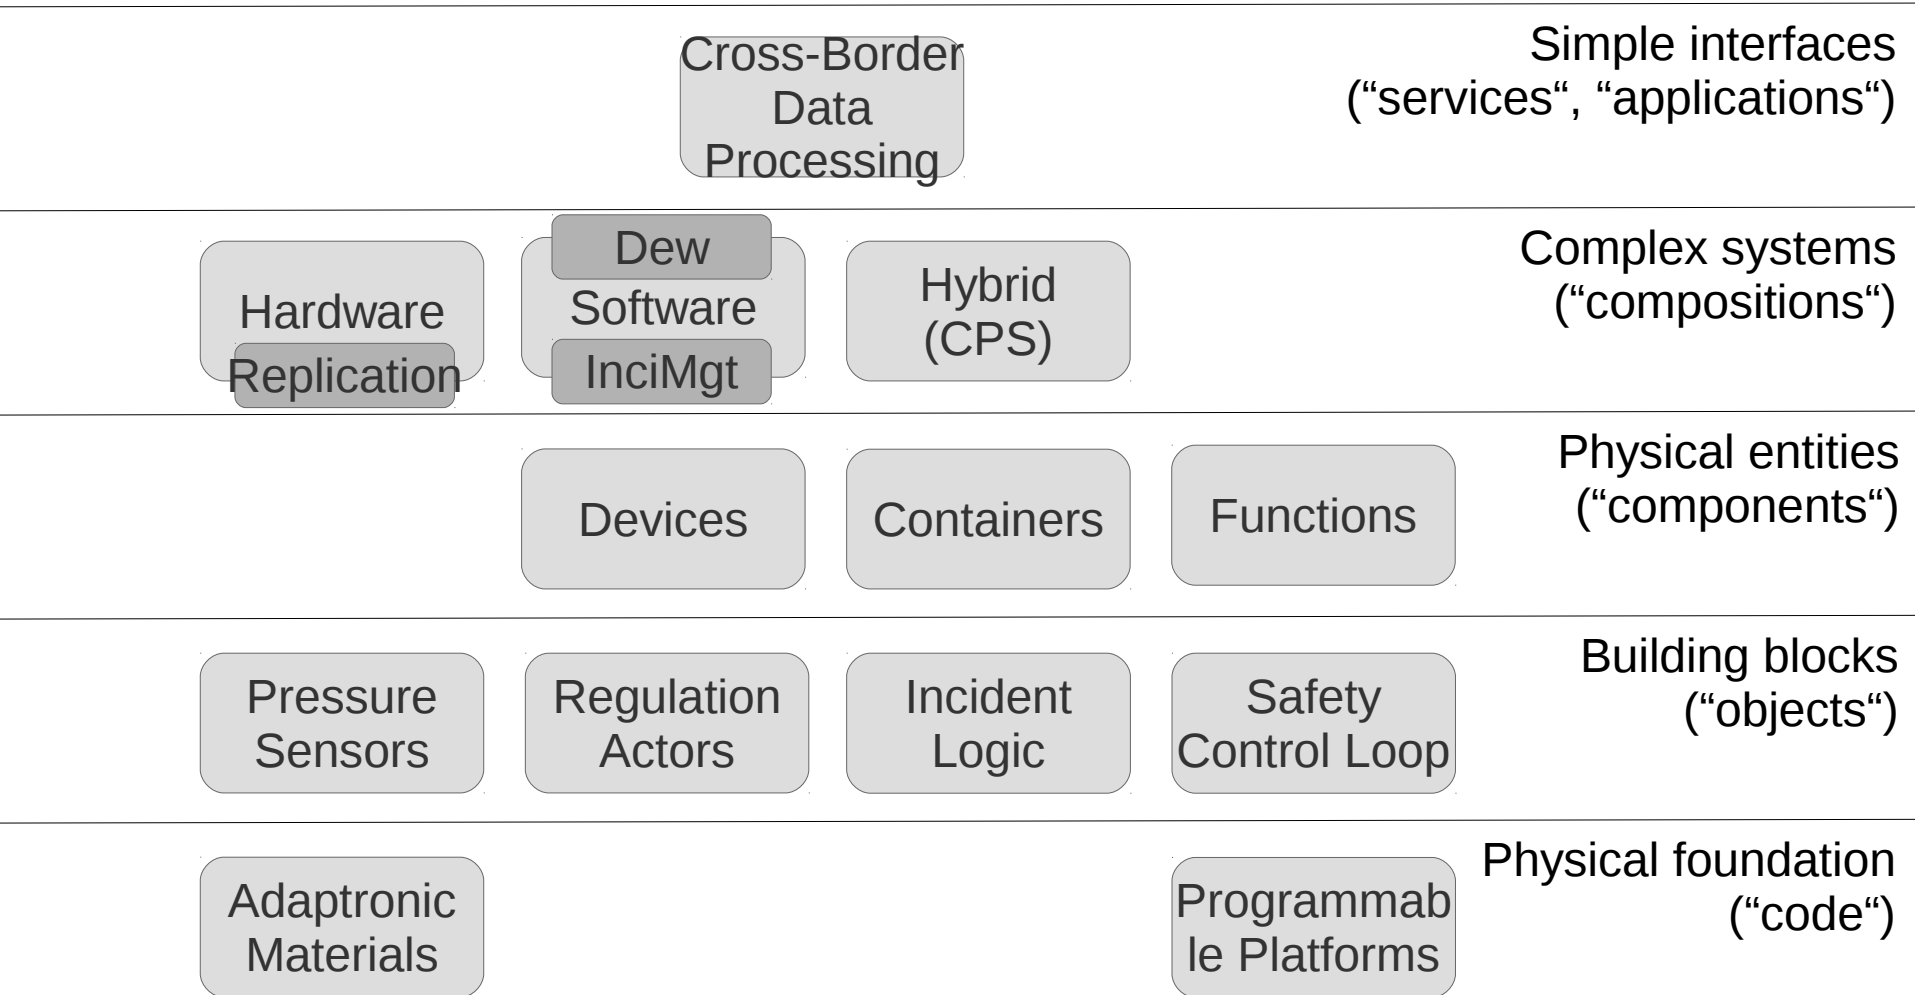 Cross-Border
Data
Processing
Simple interfaces
(“services“, “applications“)
Hardware
Replication
Dew
Software
InciMgt
Hybrid
(CPS)
Complex systems
(“compositions“)
Devices
Containers
Functions
Physical entities
(“components“)
Pressure
Sensors
Regulation
Actors
Incident
Logic
Safety
Control Loop
Building blocks
(“objects“)
Adaptronic
Materials
Programmab
le Platforms
Physical foundation
(“code“)